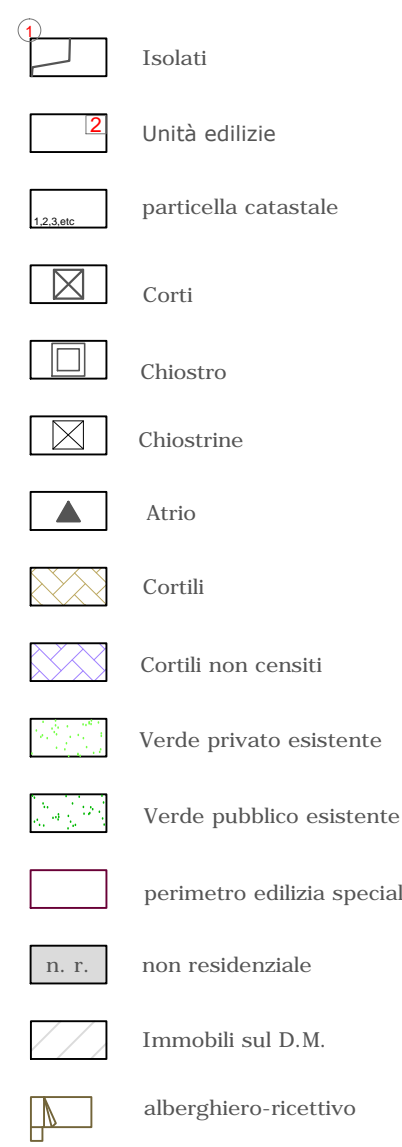 1
Isolati
2
Unità edilizie
1,2,3,etc
particella catastale
Corti
Chiostro
Chiostrine
Atrio
Cortili
Cortili non censiti
Verde privato esistente
Verde pubblico esistente
perimetro edilizia special
n. r.
non residenziale
Immobili sul D.M.
alberghiero-ricettivo